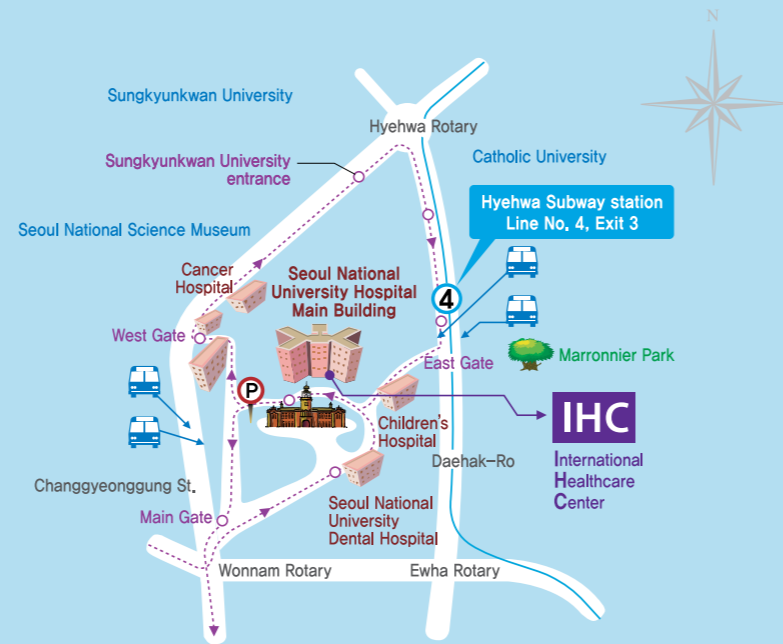 N
Sungkyunkwan University
Hyehwa Rotary
Sungkyunkwan University
entrance
Catholic University
Hyehwa Subway station
Line No. 4, Exit 3
Seoul National Science Museum
Cancer
Hospital
Seoul National
University Hospital
Main Building
4
West Gate
East Gate
Marronnier Park
P
IHC
International
Healthcare
Center
Children's
Hospital
Daehak-Ro
Changgyeonggung St.
Main Gate
Seoul National
University
Dental Hospital
Wonnam Rotary
Ewha Rotary